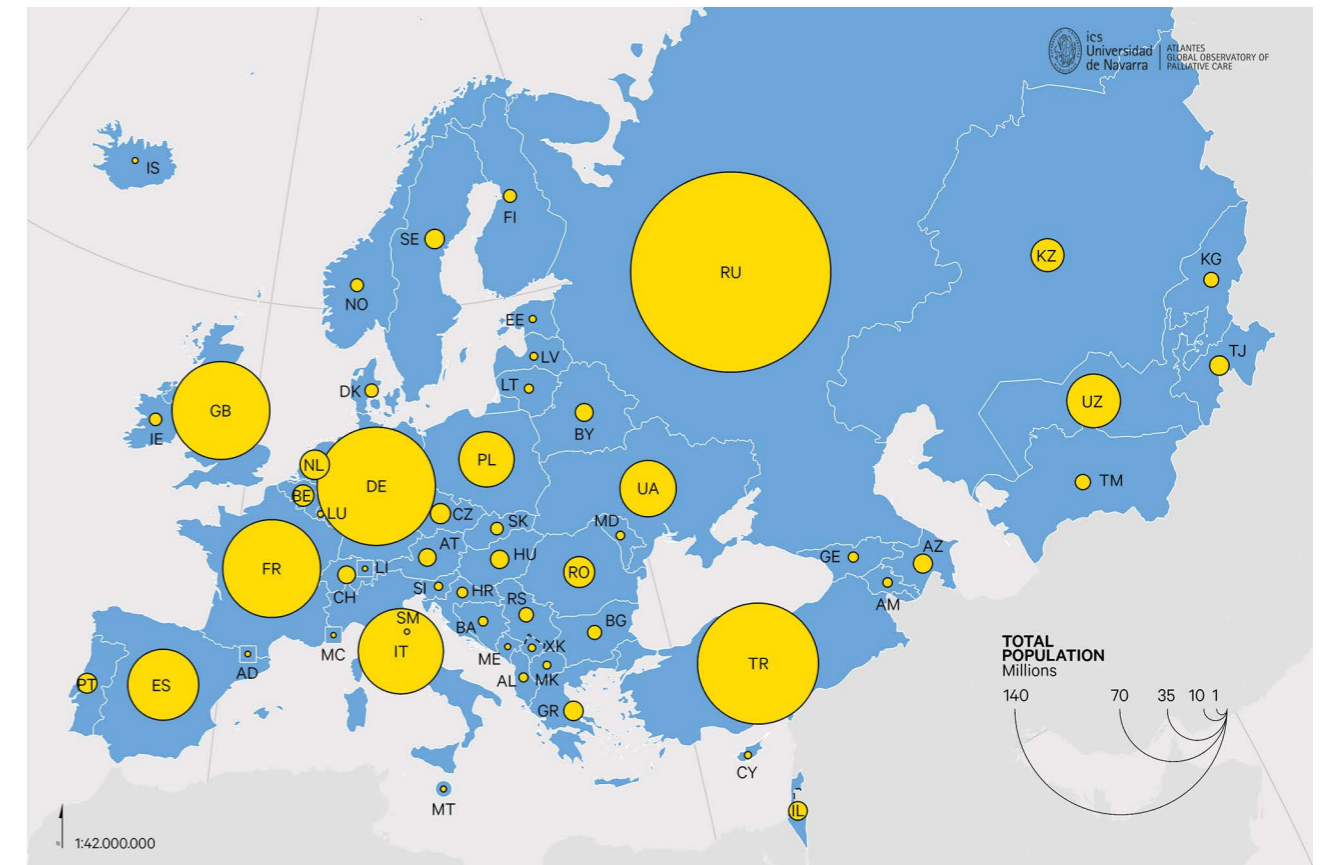 ics
Universidad
de Navarra
ATLANTES
GLOBAL OBSERVATORY OF
PALLIATIVE CARE
IS
FI
SE
NO
RU
KZ
KG
EE
LV
TJ
LT
DK
GB
IE
BY
UZ
NL
PL
DE
UA
BE
LU
CZ
TM
SK
MD
AT
HU
AZ
GE
FR
LI
RO
CH
SI
HR
AM
RS
SM
BA
BG
IT
MC
ME
XK
AD
TR
AL
MK
PT
ES
GR
CY
MT
IL
TOTAL
POPULATION
Millions
140 70 35 10 1
N
1:42.000.000